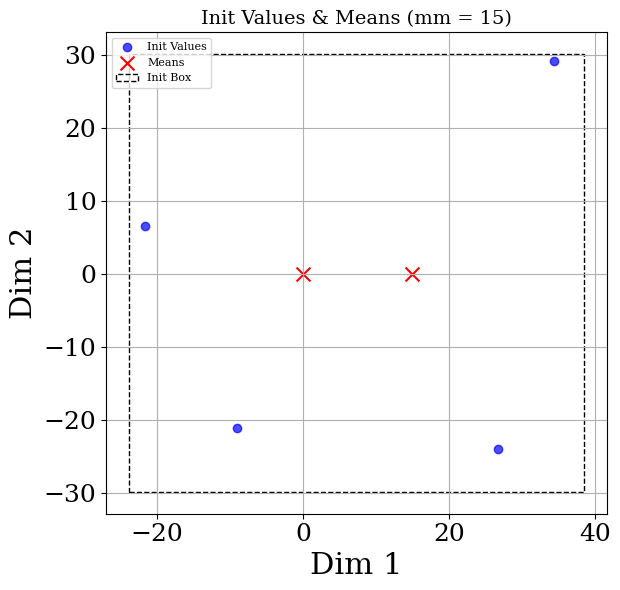 Init Values & Means (mm = 15)
Init Values
Means
Init Box
30
20
10
0
−10
−20
−30
Dim 2
−20 0 20 40
Dim 1